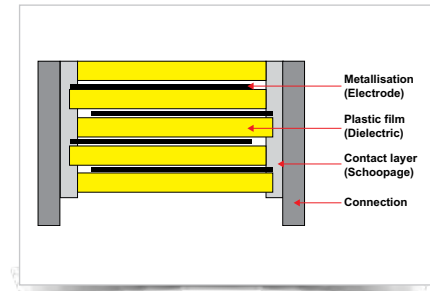 Metallisation
(Electrode)
Plastic film
(Dielectric)
Contact layer
(Schoopage)
Connection